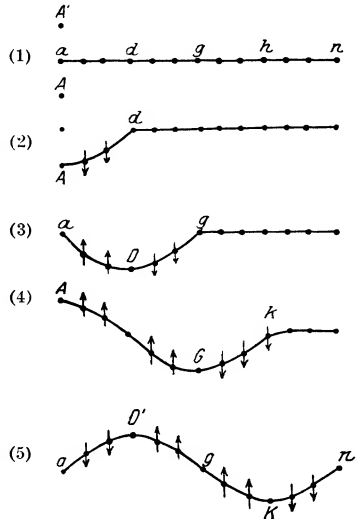 A′
(1) a d g h n
A
(2) d
A
(3) a D g
(4) A G k
(5) a D′ g K n